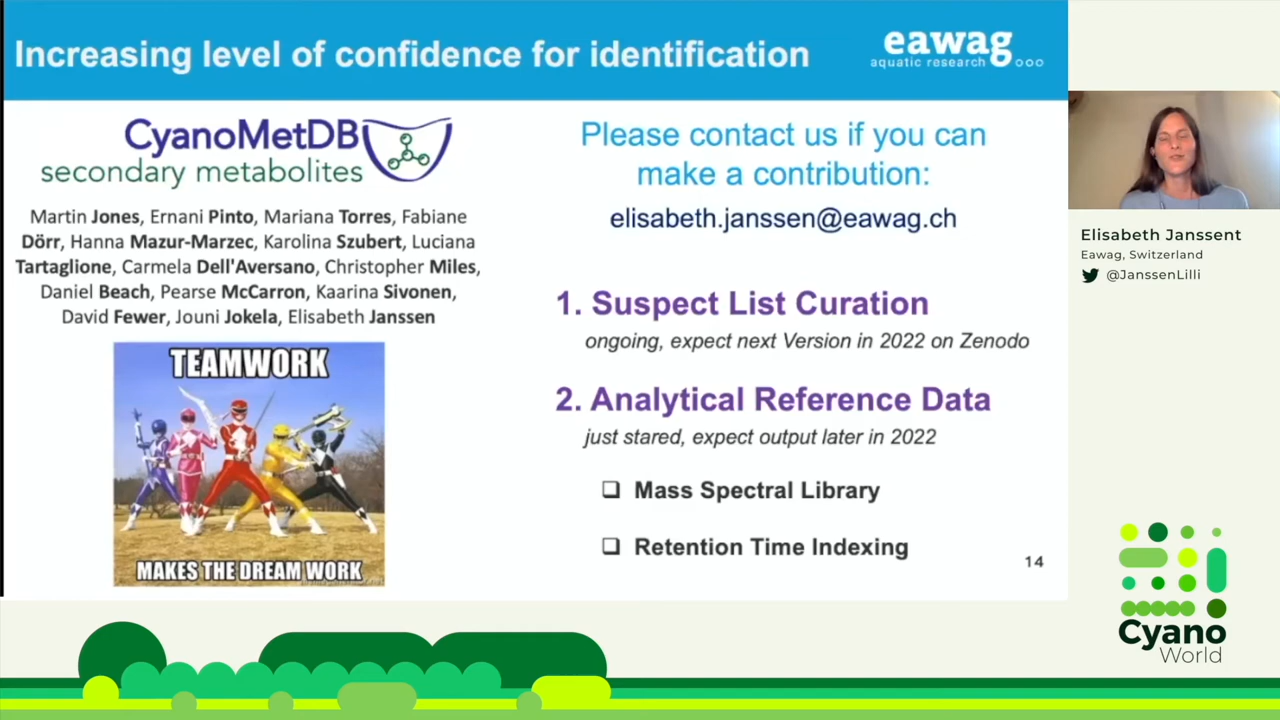 Increasing level of confidence for identification
eawag
aquatic research
CyanoMetDB
secondary metabolites
Martin Jones, Ernani Pinto, Mariana Torres, Fabiane
Dörr, Hanna Mazur-Marzec, Karolina Szubert, Luciana
Tartaglione, Carmela Dell'Aversano, Christopher Miles,
Daniel Beach, Pearse McCarron, Kaarina Sivonen,
David Fewer, Jouni Jokela, Elisabeth Janssen
TEAMWORK
MAKES THE DREAM WORK
Please contact us if you can
make a contribution:
elisabeth.janssen@eawag.ch
1. Suspect List Curation
ongoing, expect next Version in 2022 on Zenodo
2. Analytical Reference Data
just stared, expect output later in 2022
❑ Mass Spectral Library
❑ Retention Time Indexing
14
Elisabeth Janssent
Eawag, Switzerland
@JanssenLilli
Cyano
World